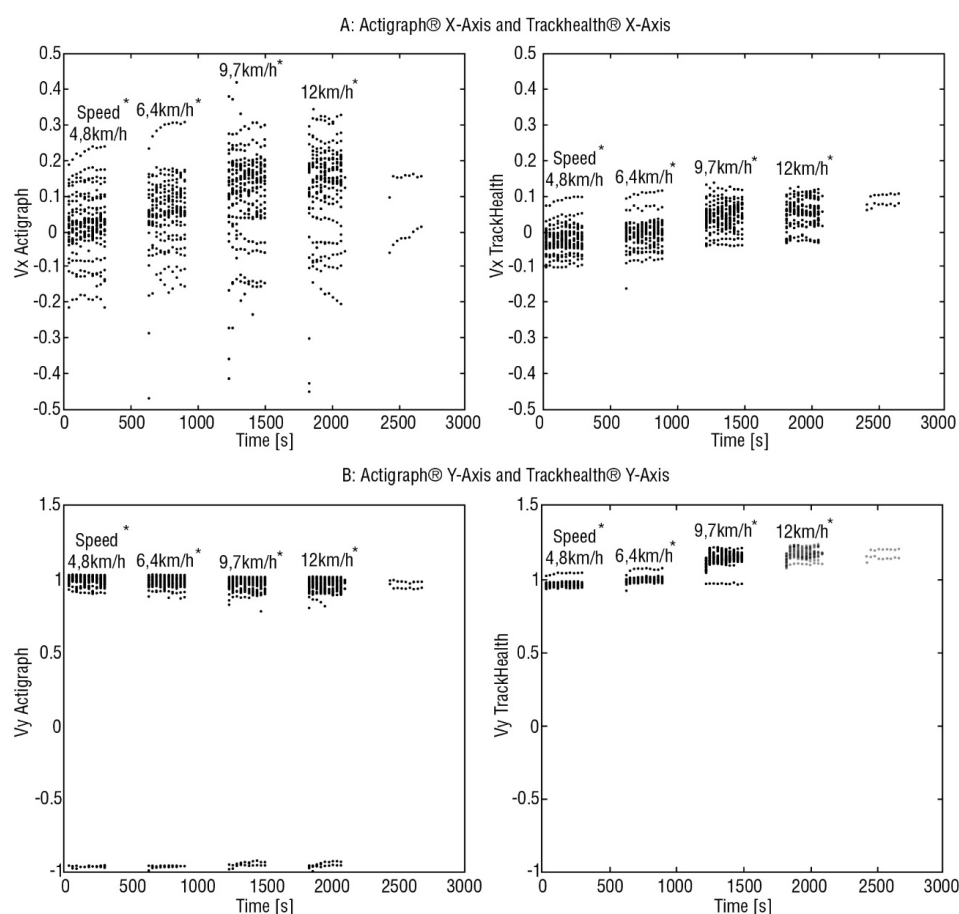 A: Actigraph® X-Axis and Trackhealth® X-Axis
0.5
0.4
0.3
0.2
0.1
0
-0.1
-0.2
0.3
0.4
-0.5
Vx Actigraph
Speed*
4,8km/h
6,4km/h*
9,7km/h*
12km/h*
0 500 1000 1500 2000 2500 3000
Time [s]
0.5
0.4
0.3
0.2
0.1
0
-0.1
-0.2
0.3
0.4
-0.5
Vx TrackHealth
Speed*
4,8km/h
6,4km/h*
9,7km/h*
12km/h*
0 500 1000 1500 2000 2500 3000
Time [s]
B: Actigraph® Y-Axis and Trackhealth® Y-Axis
1.5
1
0.5
0
-0.5
-1
Vy Actigraph
Speed*
4,8km/h
6,4km/h*
9,7km/h*
12km/h*
0 500 1000 1500 2000 2500 3000
Time [s]
1.5
1
0.5
0
-0.5
-1
Vy TrackHealth
Speed*
4,8km/h
6,4km/h*
9,7km/h*
12km/h*
0 500 1000 1500 2000 2500 3000
Time [s]